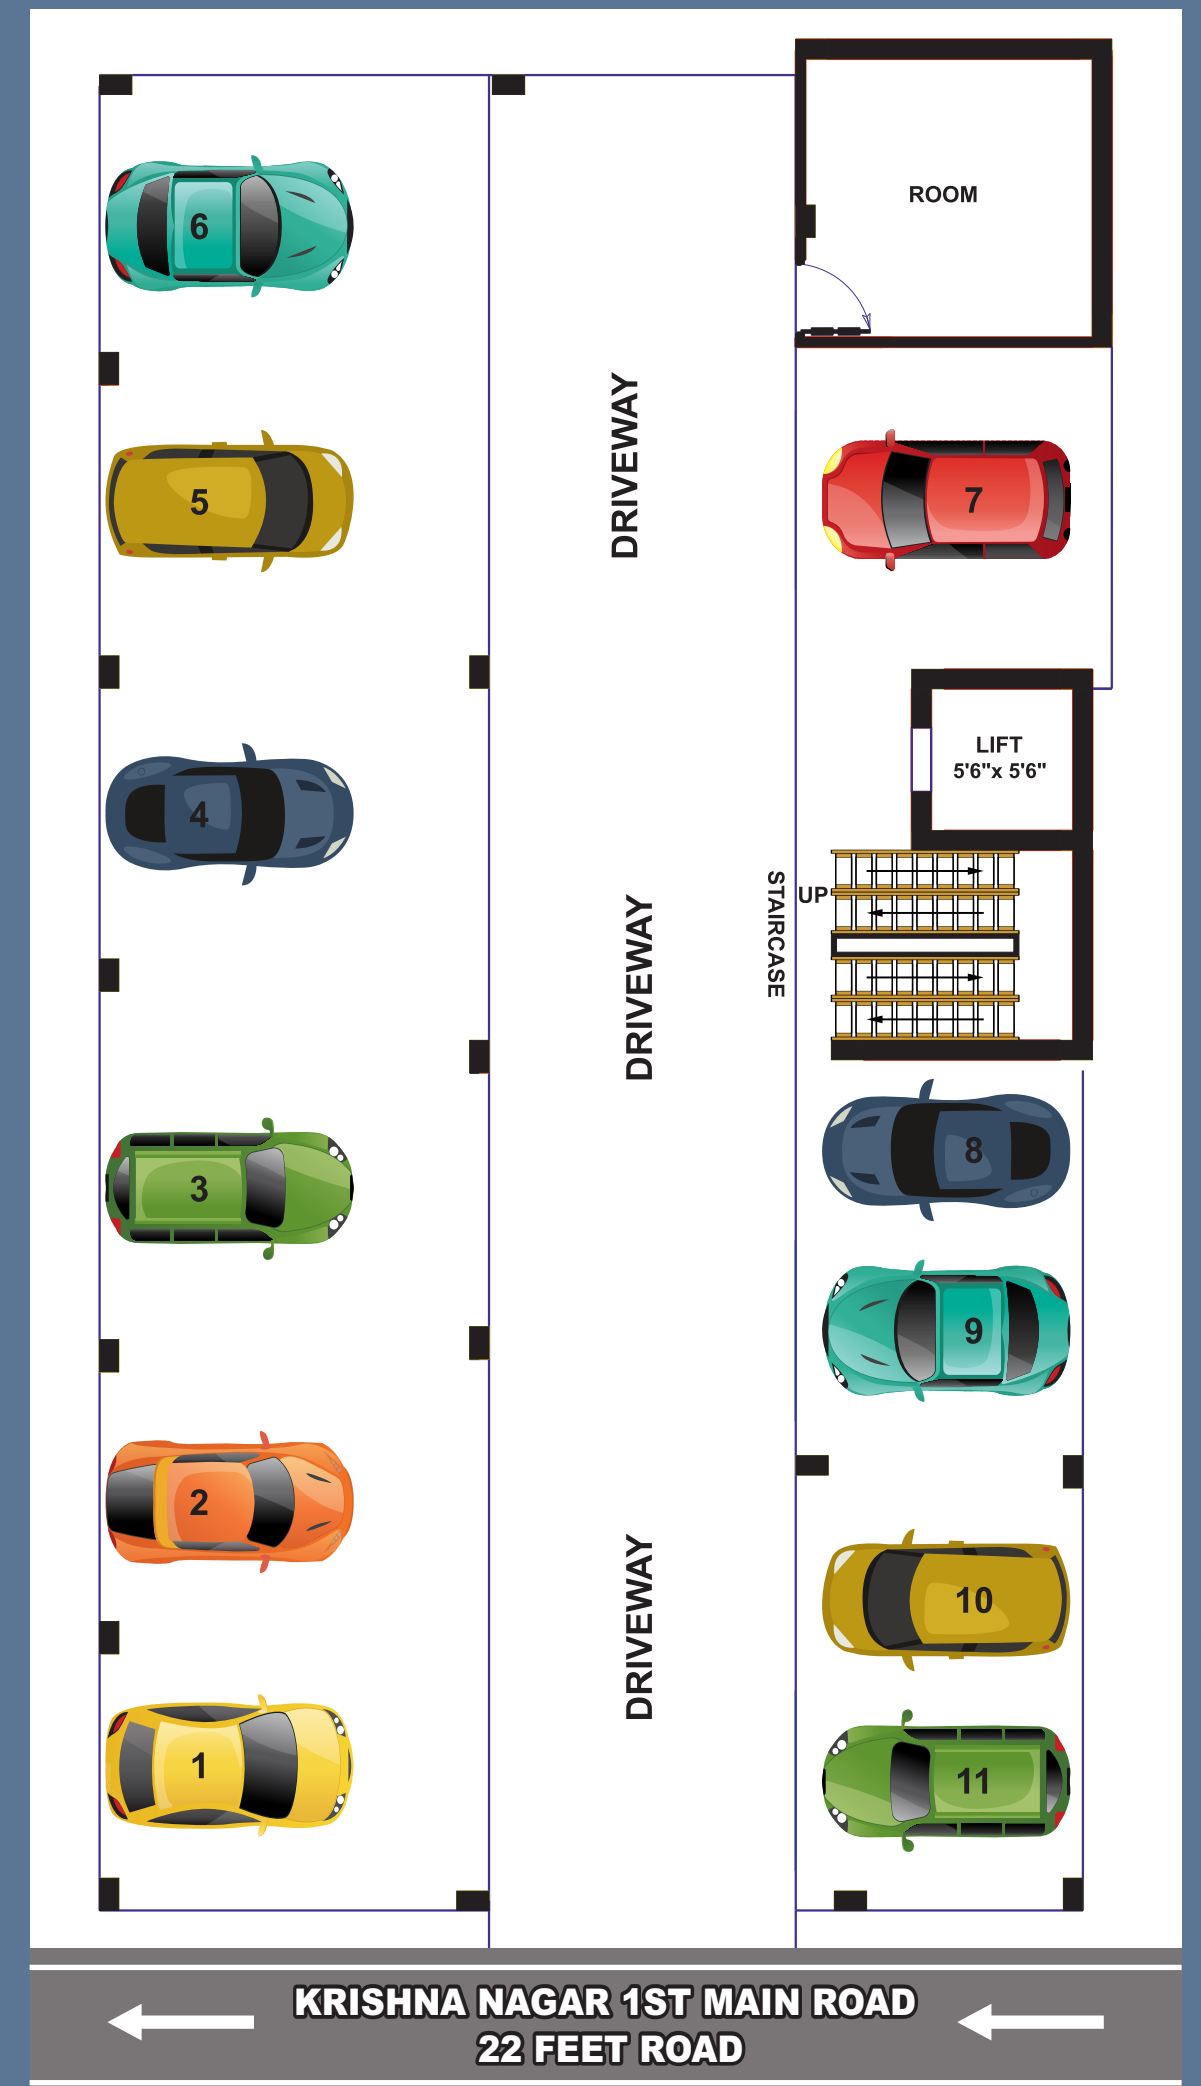 ROOM
6
DRIVEWAY
5
7
LIFT
5'6"x 5'6"
4
STAIRCASE
UP
DRIVEWAY
8
3
9
2
DRIVEWAY
10
1
11
KRISHNA NAGAR 1ST MAIN ROAD
22 FEET ROAD